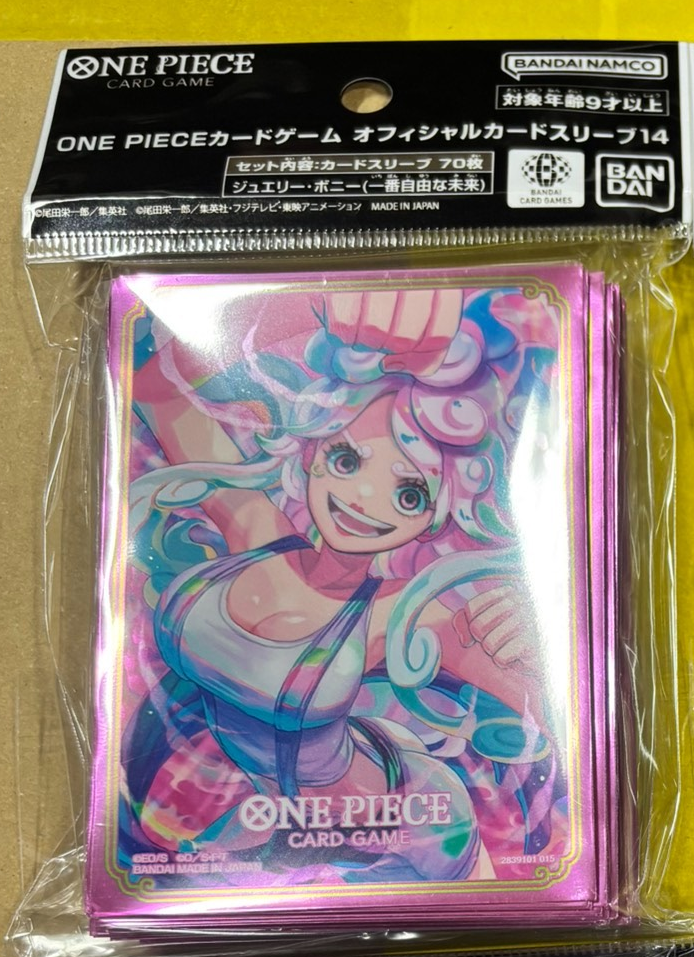 ONE PIECE
CARD GAME
BANDAI NAMCO
対象年齢9才以上
ONE PIECEカードゲーム オフィシャルカードスリーブ14
セット内容:カードスリーブ 70枚
ジュエリー・ボニー(一番自由な未来)
BANDAI
CARD GAMES
BAN
DAI
©尾田栄一郎/集英社 ©尾田栄一郎/集英社・フジテレビ・東映アニメーション MADE IN JAPAN
ONE PIECE
CARD GAME
©EO/S ©O/S・F・T
BANDAI MADE IN JAPAN
2839101 015